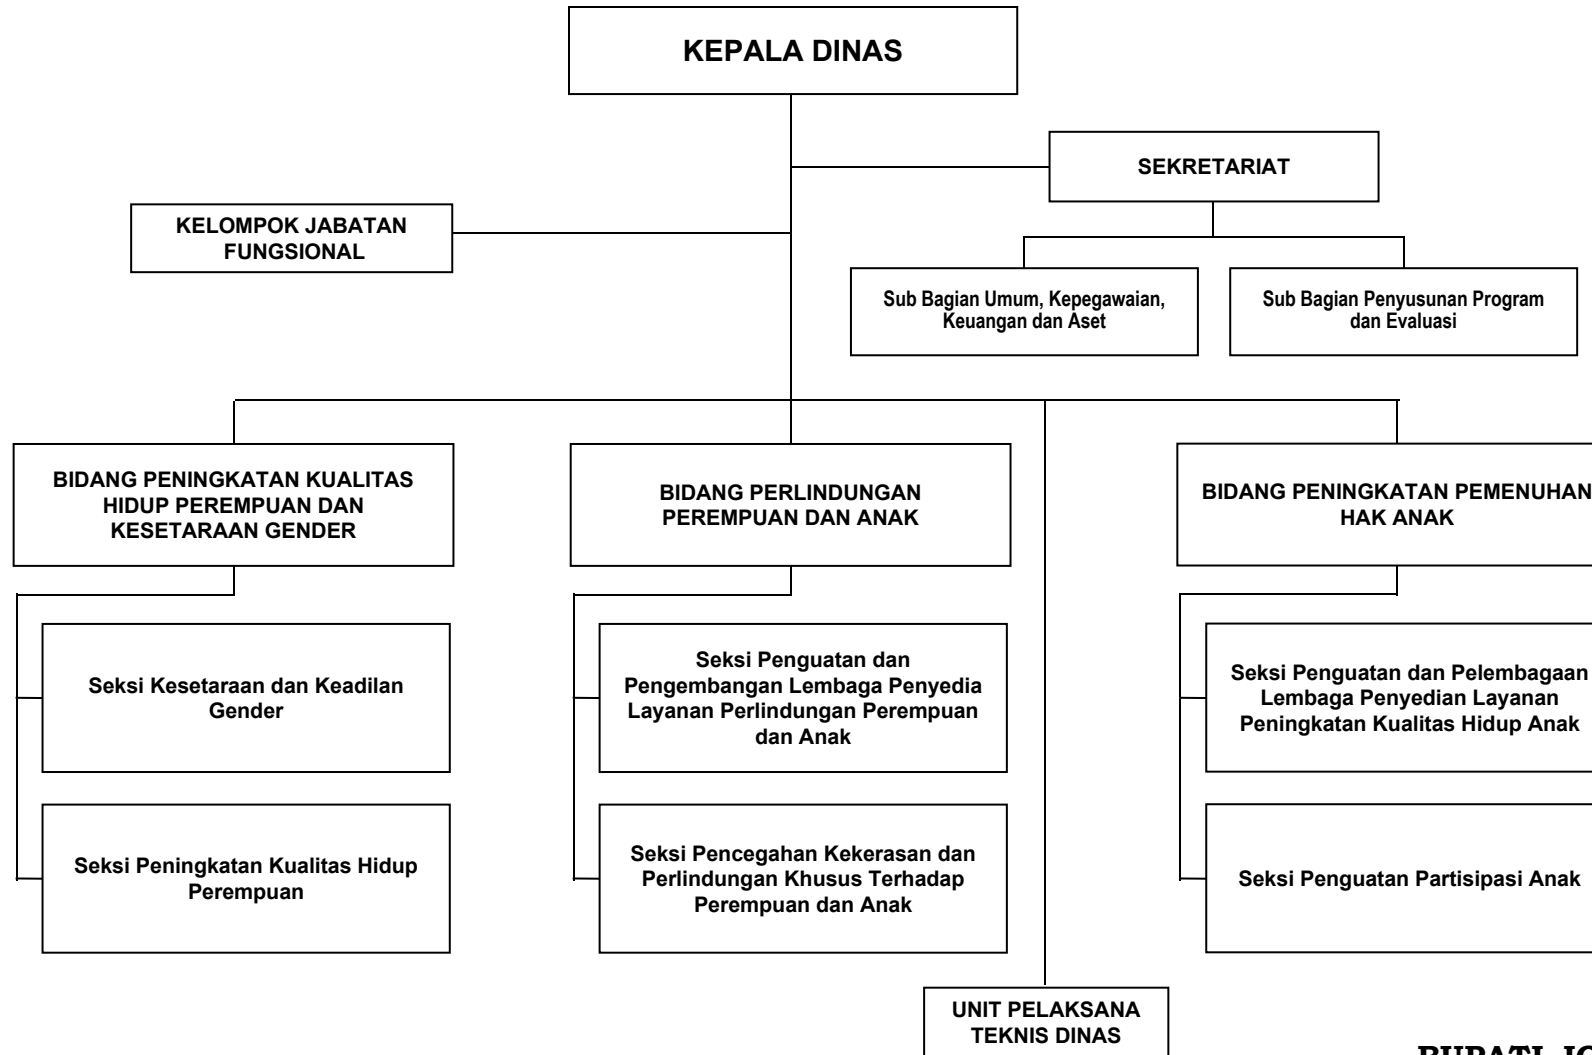 KEPALA DINAS
SEKRETARIAT
KELOMPOK JABATAN
FUNGSIONAL
Sub Bagian Umum, Kepegawaian,
Keuangan dan Aset
Sub Bagian Penyusunan Program
dan Evaluasi
BIDANG PENINGKATAN KUALITAS
HIDUP PEREMPUAN DAN
KESETARAAN GENDER
BIDANG PERLINDUNGAN
PEREMPUAN DAN ANAK
BIDANG PENINGKATAN PEMENUHAN
HAK ANAK
Seksi Kesetaraan dan Keadilan
Gender
Seksi Penguatan dan
Pengembangan Lembaga Penyedia
Layanan Perlindungan Perempuan
dan Anak
Seksi Penguatan dan Pelembagaan
Lembaga Penyedian Layanan
Peningkatan Kualitas Hidup Anak
Seksi Peningkatan Kualitas Hidup
Perempuan
Seksi Pencegahan Kekerasan dan
Perlindungan Khusus Terhadap
Perempuan dan Anak
Seksi Penguatan Partisipasi Anak
UNIT PELAKSANA
TEKNIS DINAS
BUPATI